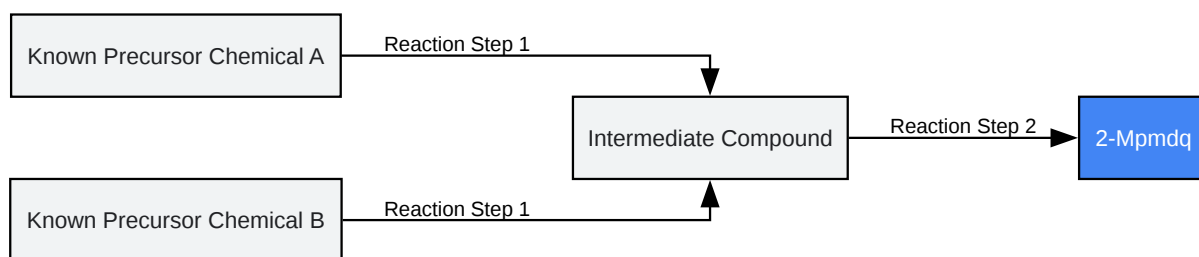 Known Precursor Chemical A
Reaction Step 1
Intermediate Compound
Reaction Step 2
2-Mpmdq
Known Precursor Chemical B
Reaction Step 1